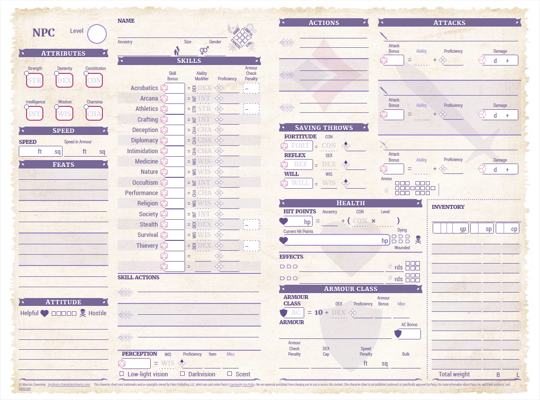 NPC
Level
ATTRIBUTES
Strength Dexterity Constitution
STR DEX CON
Intelligence Wisdom Charisma
INT WIS CHA
SPEED
SPEED Speed in Armour
ft sq ft sq
FEATS
ATTITUDE
Helpful Hostile
NAME
Ancestry Size Gender
SKILLS
Skill Bonus Ability Modifier Proficiency Armour Check Penalty
Acrobatics = DEX
Arcana = INT
Athletics = STR
Crafting = INT
Deception = CHA
Diplomacy = CHA
Intimidation = CHA
Medicine = WIS
Nature = WIS
Occultism = INT
Performance = CHA
Religion = WIS
Society = INT
Stealth = DEX
Survival = WIS
Thievery = DEX
SKILL ACTIONS
PERCEPTION WIS Proficiency Item Misc
= WIS
Low-light vision Darkvision Scent
ACTIONS
SAVING THROWS
FORTITUDE CON
FORT = CON
REFLEX DEX
REF = DEX
WILL WIS
WILL = WIS
HEALTH
HIT POINTS Ancestry CON Level
hp = + ( CON × )
Current Hit Points Dying
hp
Wounded
EFFECTS
rds
rds
ARMOUR CLASS
ARMOUR CLASS DEX Proficiency Armour Bonus Misc
AC = 10 + DEX
ARMOUR AC Bonus
Armour Check Penalty DEX Cap Speed Penalty Bulk
ft sq
ATTACKS
Attack Bonus Ability Proficiency Damage
= d +
Attack Bonus Ability Proficiency Damage
= d +
Attack Bonus Ability Proficiency Damage
= d +
Ammo
INVENTORY
gp sp cp
Total weight B L